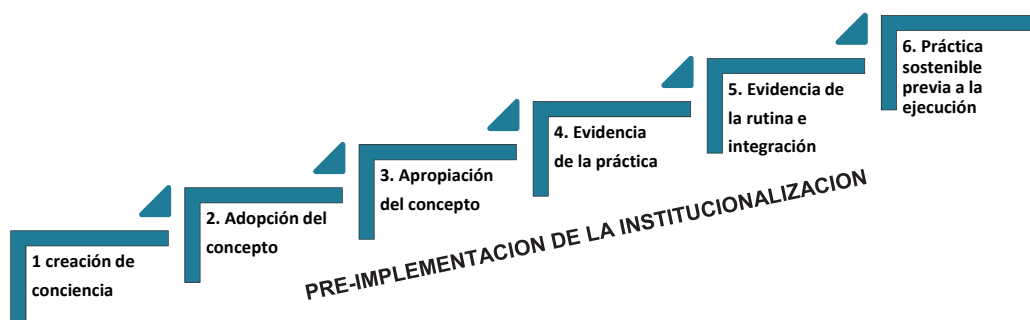 1 creación de
conciencia
2. Adopción del
concepto
3. Apropiación
del concepto
4. Evidencia
de la práctica
5. Evidencia de
la rutina e
integración
6. Práctica
sostenible
previa a la
ejecución
PRE-IMPLEMENTACION DE LA INSTITUCIONALIZACION